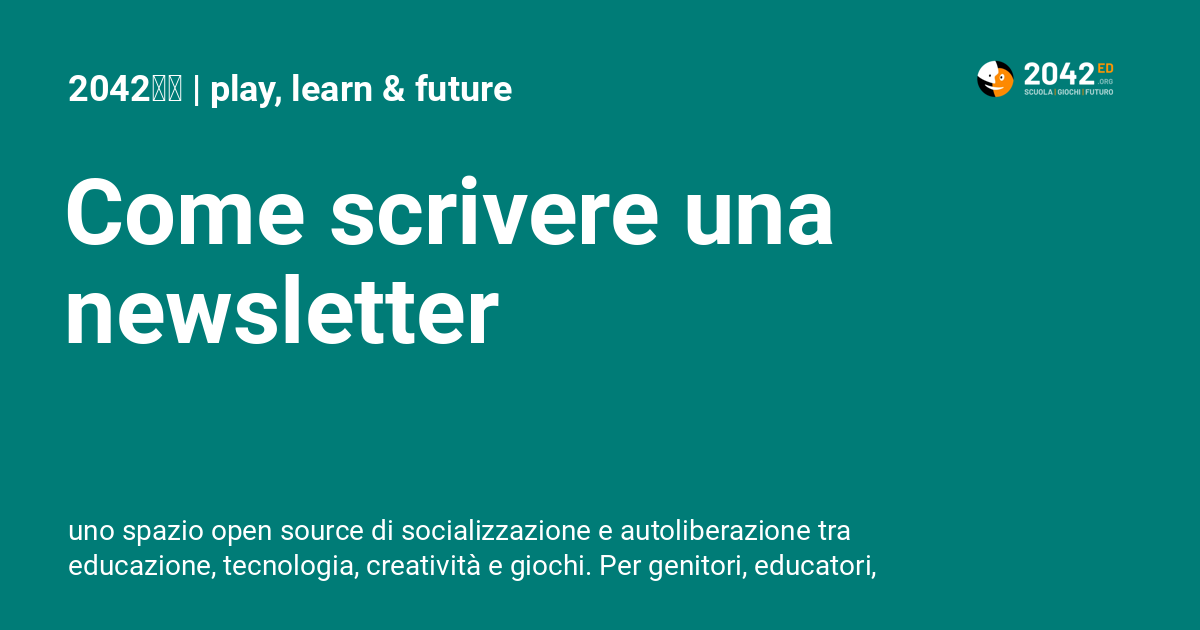 2042 | play, learn & future
2042 ED
.ORG
SCUOLA | GIOCHI | FUTURO
Come scrivere una
newsletter
uno spazio open source di socializzazione e autoliberazione tra
educazione, tecnologia, creatività e giochi. Per genitori, educatori,